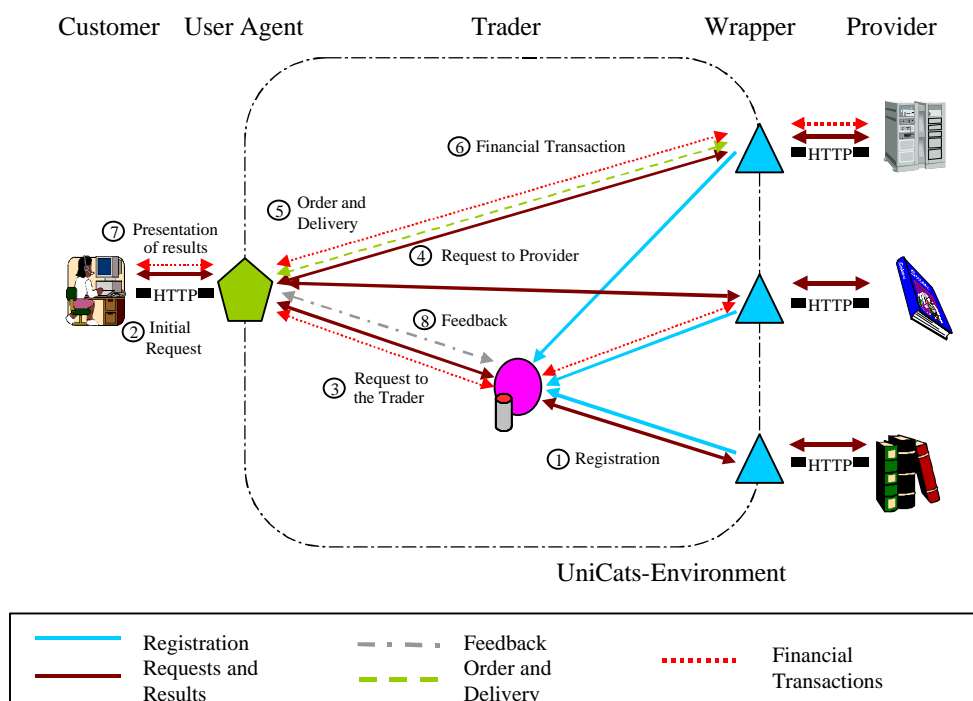 Customer User Agent Trader Wrapper Provider
⑥ Financial Transaction
HTTP
⑤ Order and
Delivery
⑦ Presentation
of results
④ Request to Provider
HTTP
HTTP
② Initial
Request
⑧ Feedback
③ Request to
the Trader
① Registration
HTTP
UniCats-Environment
Registration
Requests and
Results
Feedback
Order and
Delivery
Financial
Transactions